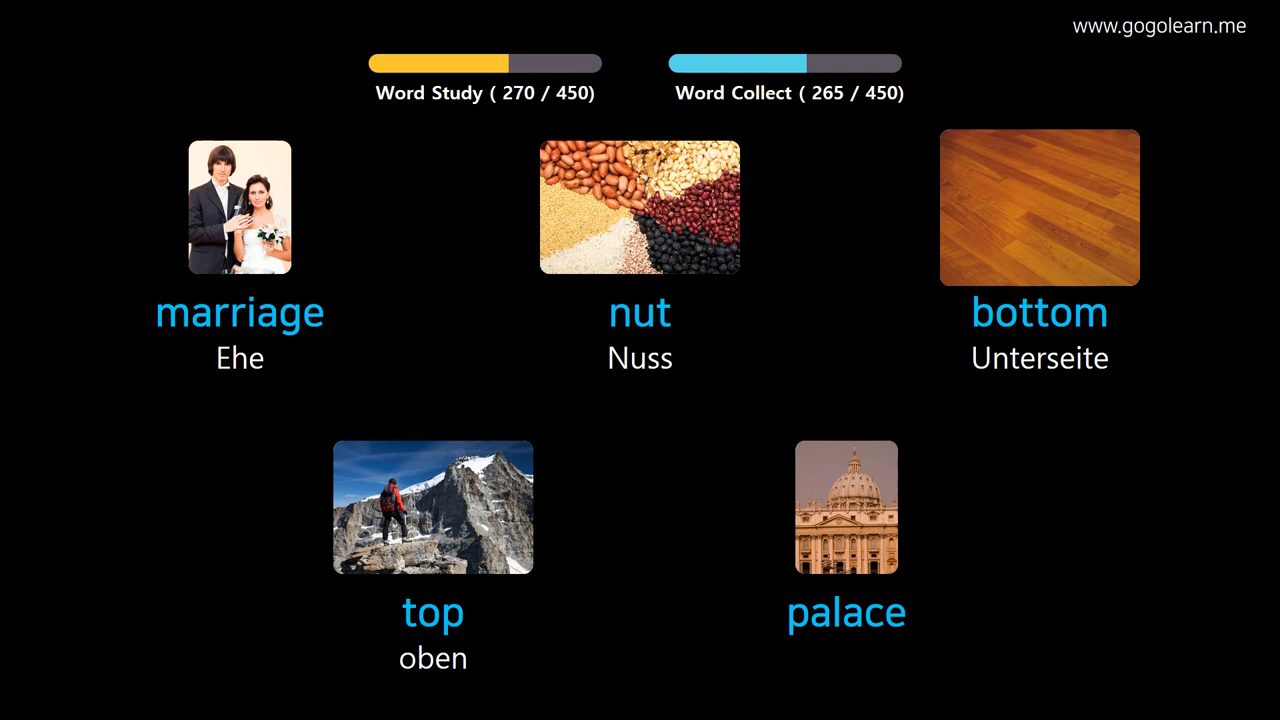 www.gogolearn.me
Word Study ( 270 / 450)
Word Collect ( 265 / 450)
marriage
Ehe
nut
Nuss
bottom
Unterseite
top
oben
palace